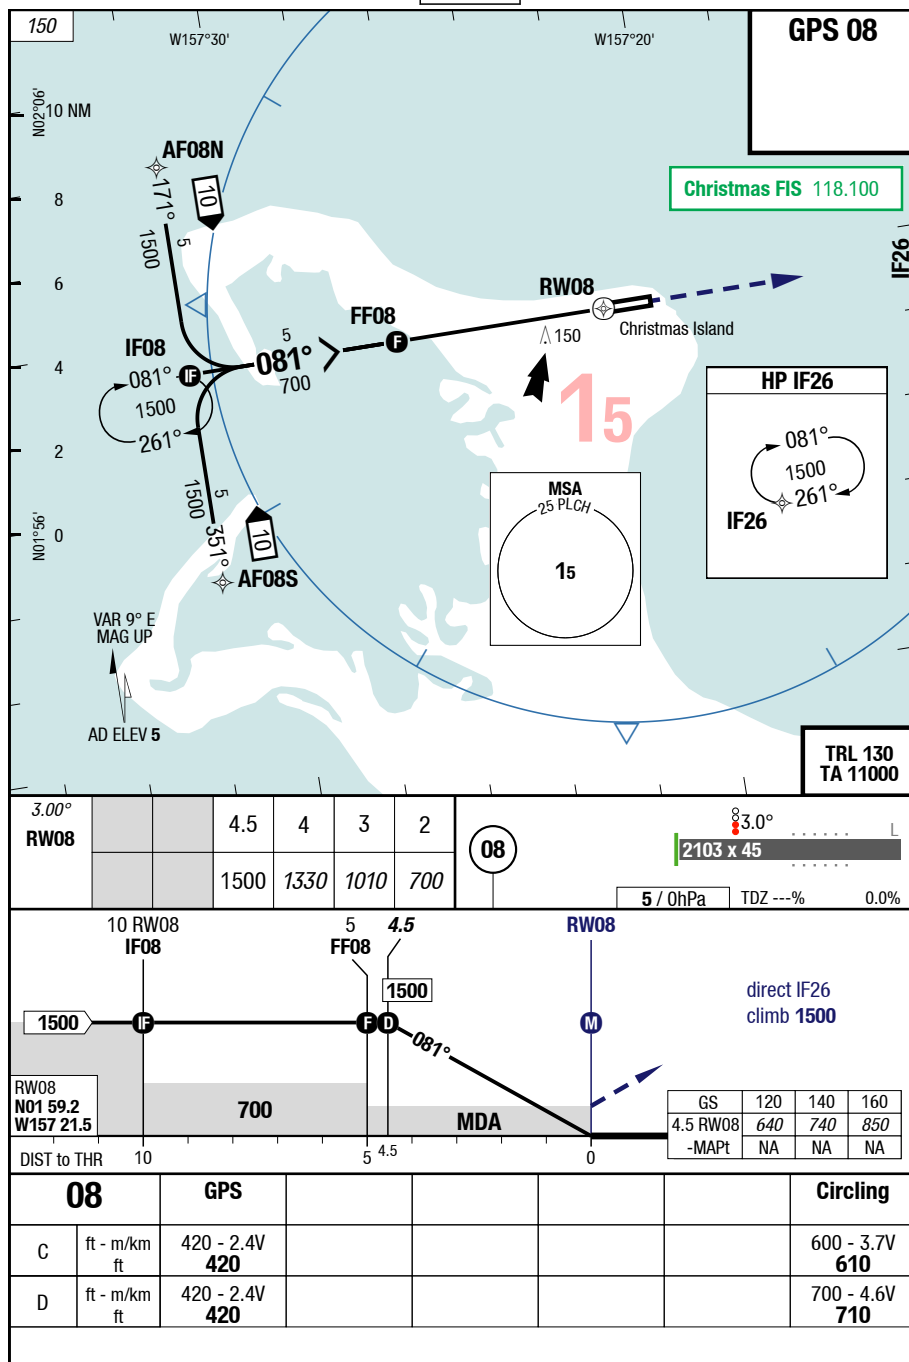 150
W157°30'
W157°20'
GPS 08
N02°06'
10 NM
AF08N
171°
10
8
5
1500
Christmas FIS 118.100
6
IF26
RW08
FF08
F
Christmas Island
150
5
081°
700
4
IF08
IF
081°
1500
261°
15
HP IF26
081°
1500
261°
IF26
2
5
1500
351°
MSA
25 PLCH
15
N01°56'
0
10
AF08S
VAR 9° E
MAG UP
AD ELEV 5
TRL 130
TA 11000
3.00°
RW08
4.5 4 3 2
1500 1330 1010 700
08
3.0°
L
2103 x 45
5 / 0hPa
TDZ ---% 0.0%
10 RW08
IF08
5
FF08
4.5
RW08
1500
1500
IF
F
D
M
081°
direct IF26
climb 1500
RW08
N01 59.2
W157 21.5
700
MDA
GS 120 140 160
4.5 RW08 640 740 850
-MAPt NA NA NA
DIST to THR 10 5 4.5 0
08 GPS Circling
C ft - m/km 420 - 2.4V 600 - 3.7V
ft 420 610
D ft - m/km 420 - 2.4V 700 - 4.6V
ft 420 710